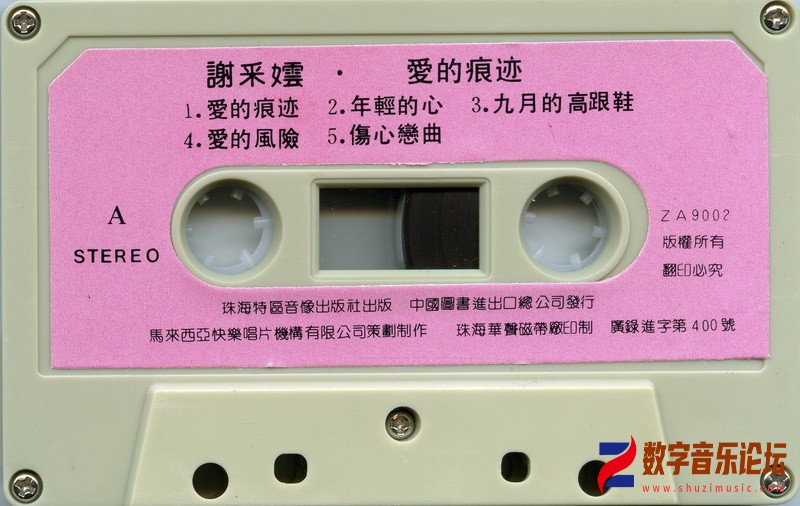 謝采妘 · 愛的痕迹
1.愛的痕迹 2.年輕的心 3.九月的高跟鞋
4.愛的風險 5.傷心戀曲
A
STEREO
ZA9002
版權所有
翻印必究
珠海特區音像出版社出版 中國圖書進出口總公司發行
馬來西亞快樂唱片機構有限公司策劃制作 珠海華聲磁帶廠印制 廣錄進字第400號
数字音乐论坛
www.shuzimusic.com